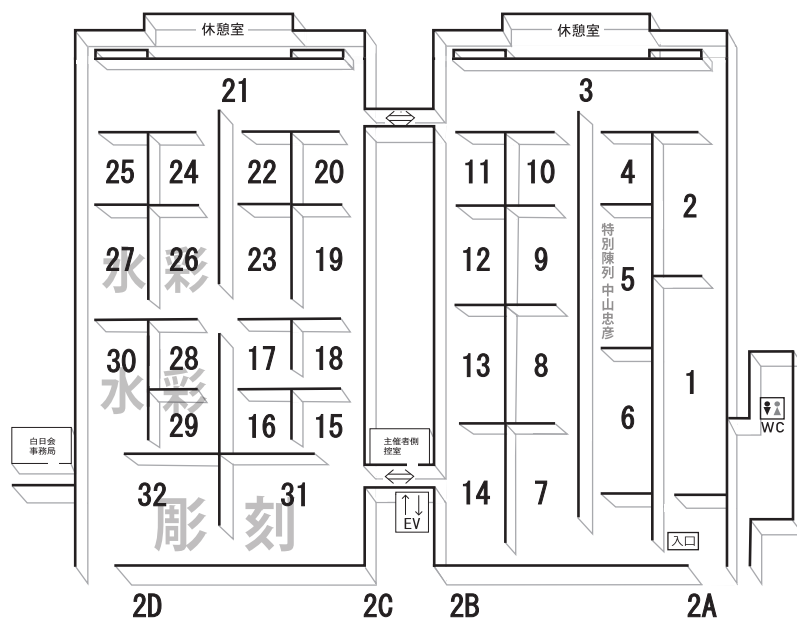 休憩室
休憩室
21
3
25
24
22
20
11
10
4
2
27
26
水彩
23
19
12
9
特別陳列 中山忠彦
5
30
28
水彩
17
18
13
8
1
29
16
15
6
白日会
事務局
主催者側
控室
WC
32
31
彫刻
14
7
EV
入口
2D
2C
2B
2A